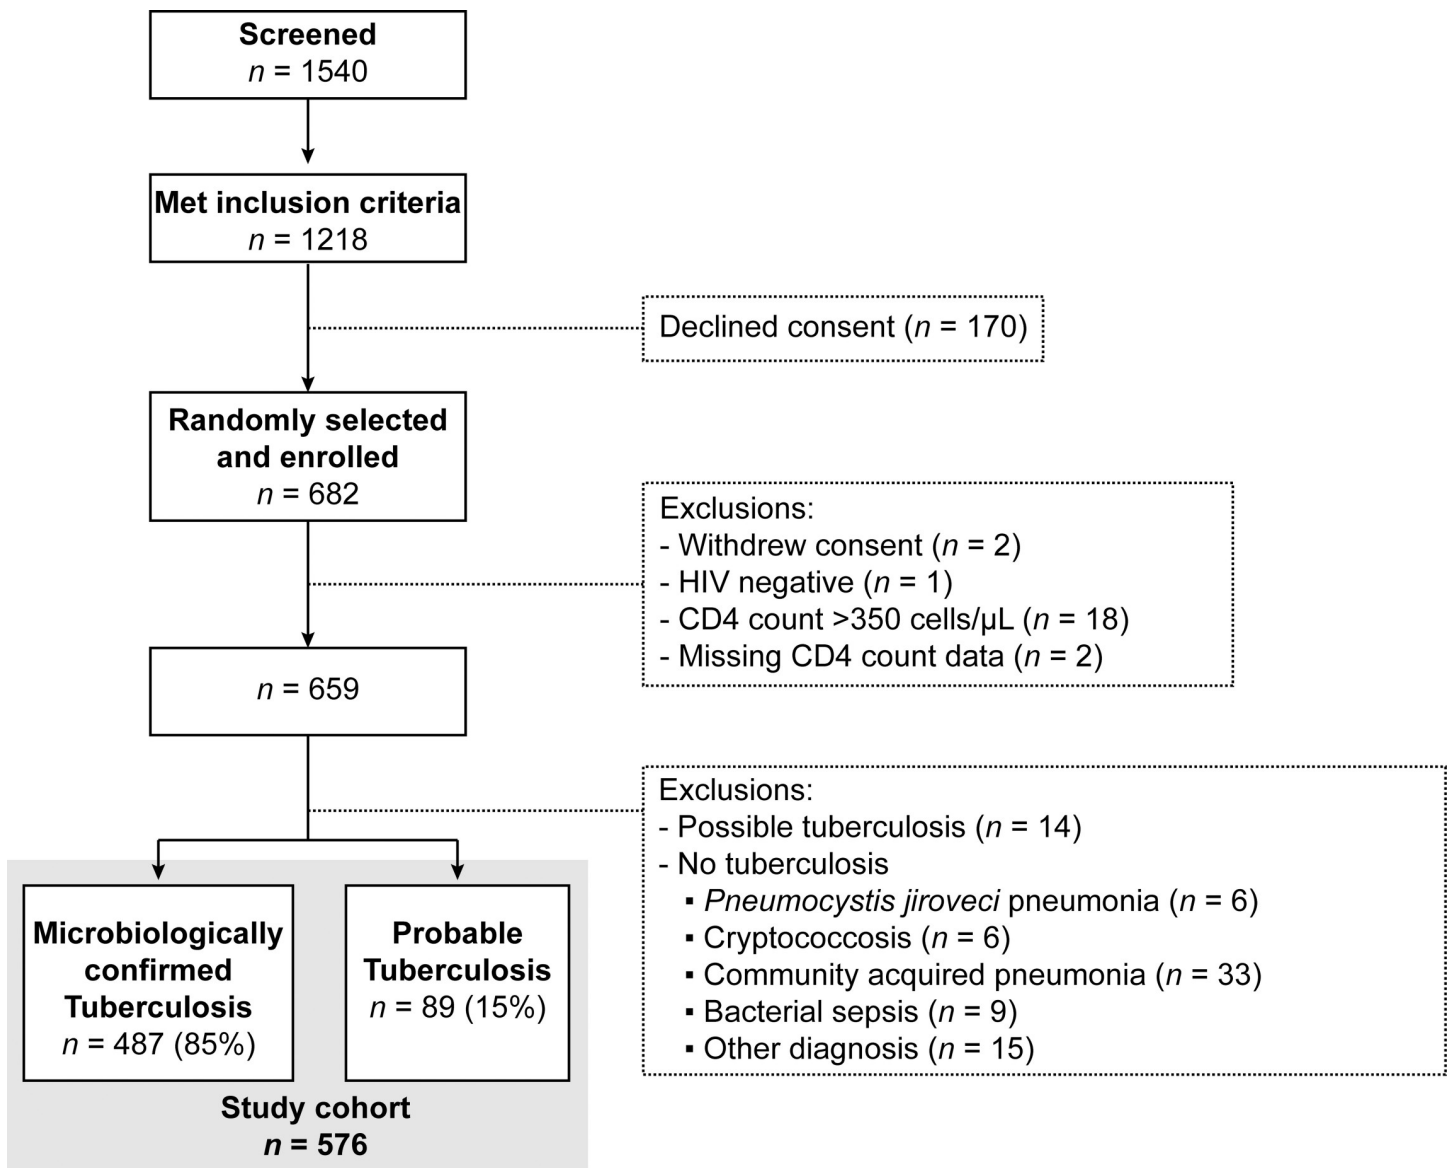 Screened
n = 1540
Met inclusion criteria
n = 1218
Declined consent (n = 170)
Randomly selected
and enrolled
n = 682
Exclusions:
- Withdrew consent (n = 2)
- HIV negative (n = 1)
- CD4 count >350 cells/µL (n = 18)
- Missing CD4 count data (n = 2)
n = 659
Exclusions:
- Possible tuberculosis (n = 14)
- No tuberculosis
▪ Pneumocystis jiroveci pneumonia (n = 6)
▪ Cryptococcosis (n = 6)
▪ Community acquired pneumonia (n = 33)
▪ Bacterial sepsis (n = 9)
▪ Other diagnosis (n = 15)
Microbiologically
confirmed
Tuberculosis
n = 487 (85%)
Probable
Tuberculosis
n = 89 (15%)
Study cohort
n = 576